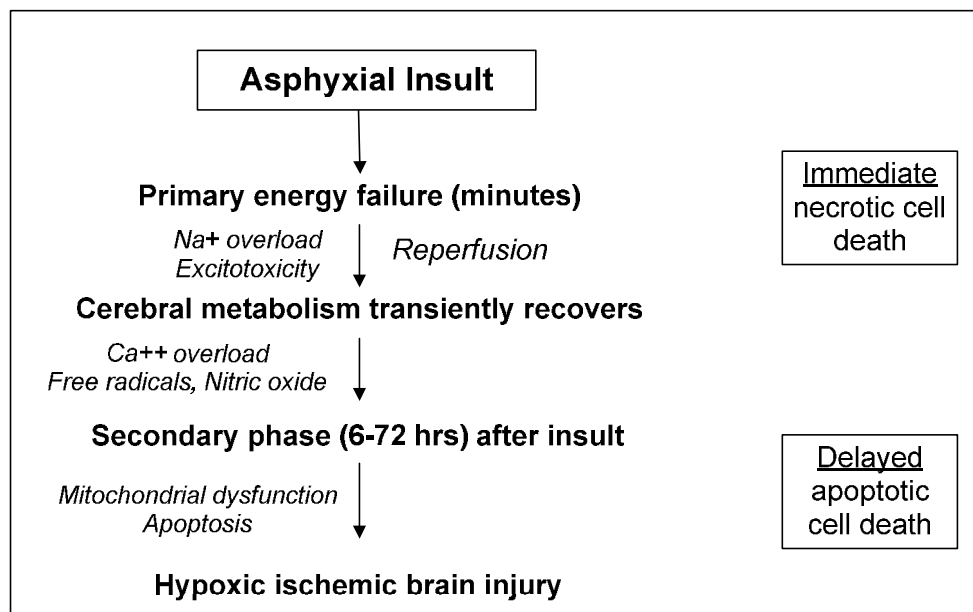 Asphyxial Insult
Primary energy failure (minutes)
Immediate
necrotic cell
death
Na+ overload
Excitotoxicity
Reperfusion
Cerebral metabolism transiently recovers
Ca++ overload
Free radicals, Nitric oxide
Secondary phase (6-72 hrs) after insult
Delayed
apoptotic
cell death
Mitochondrial dysfunction
Apoptosis
Hypoxic ischemic brain injury